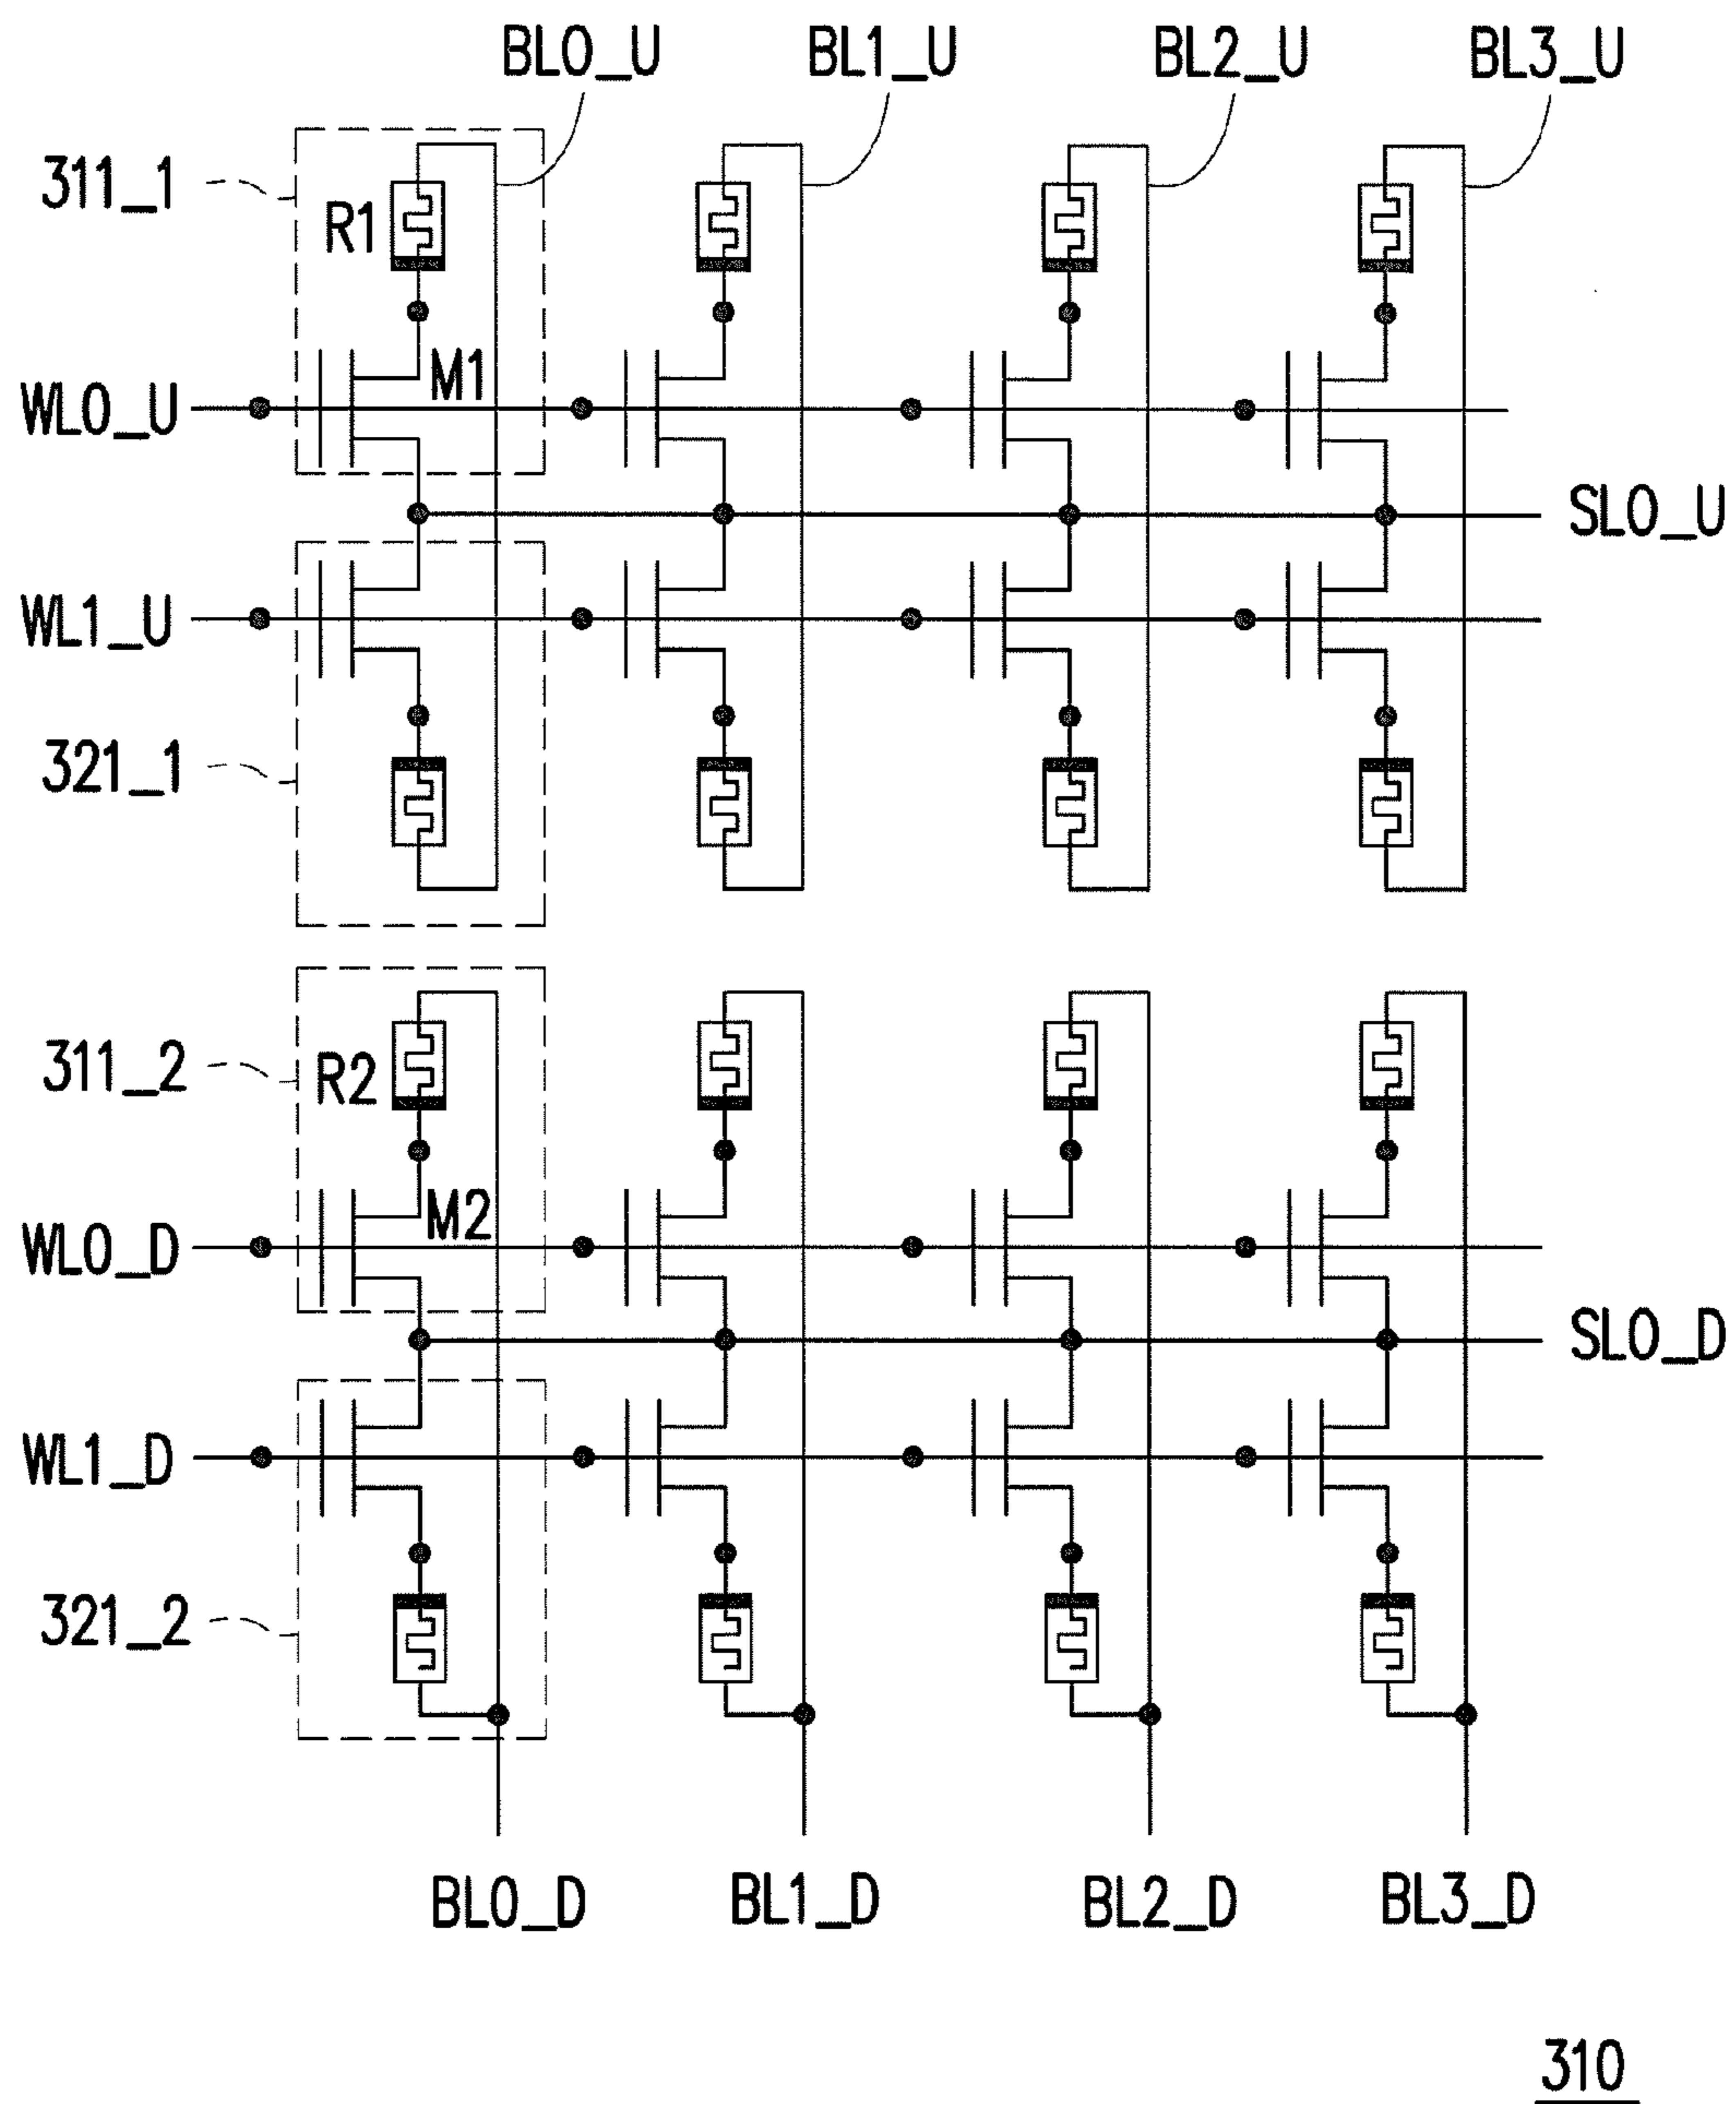 BL0_U BL1_U BL2_U BL3_U
311_1
R1
M1
WL0_U
SL0_U
WL1_U
321_1
311_2
R2
M2
WL0_D
SL0_D
WL1_D
321_2
BL0_D BL1_D BL2_D BL3_D
310